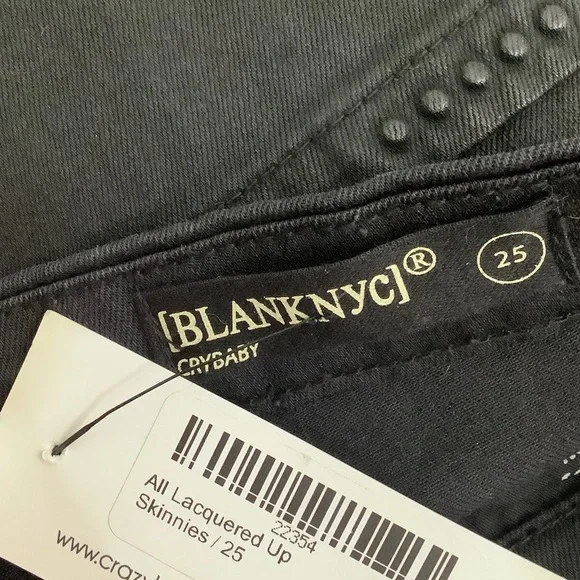 [BLANKNYC]®
25
CRYBABY
22354
All Lacquered Up
Skinnies / 25